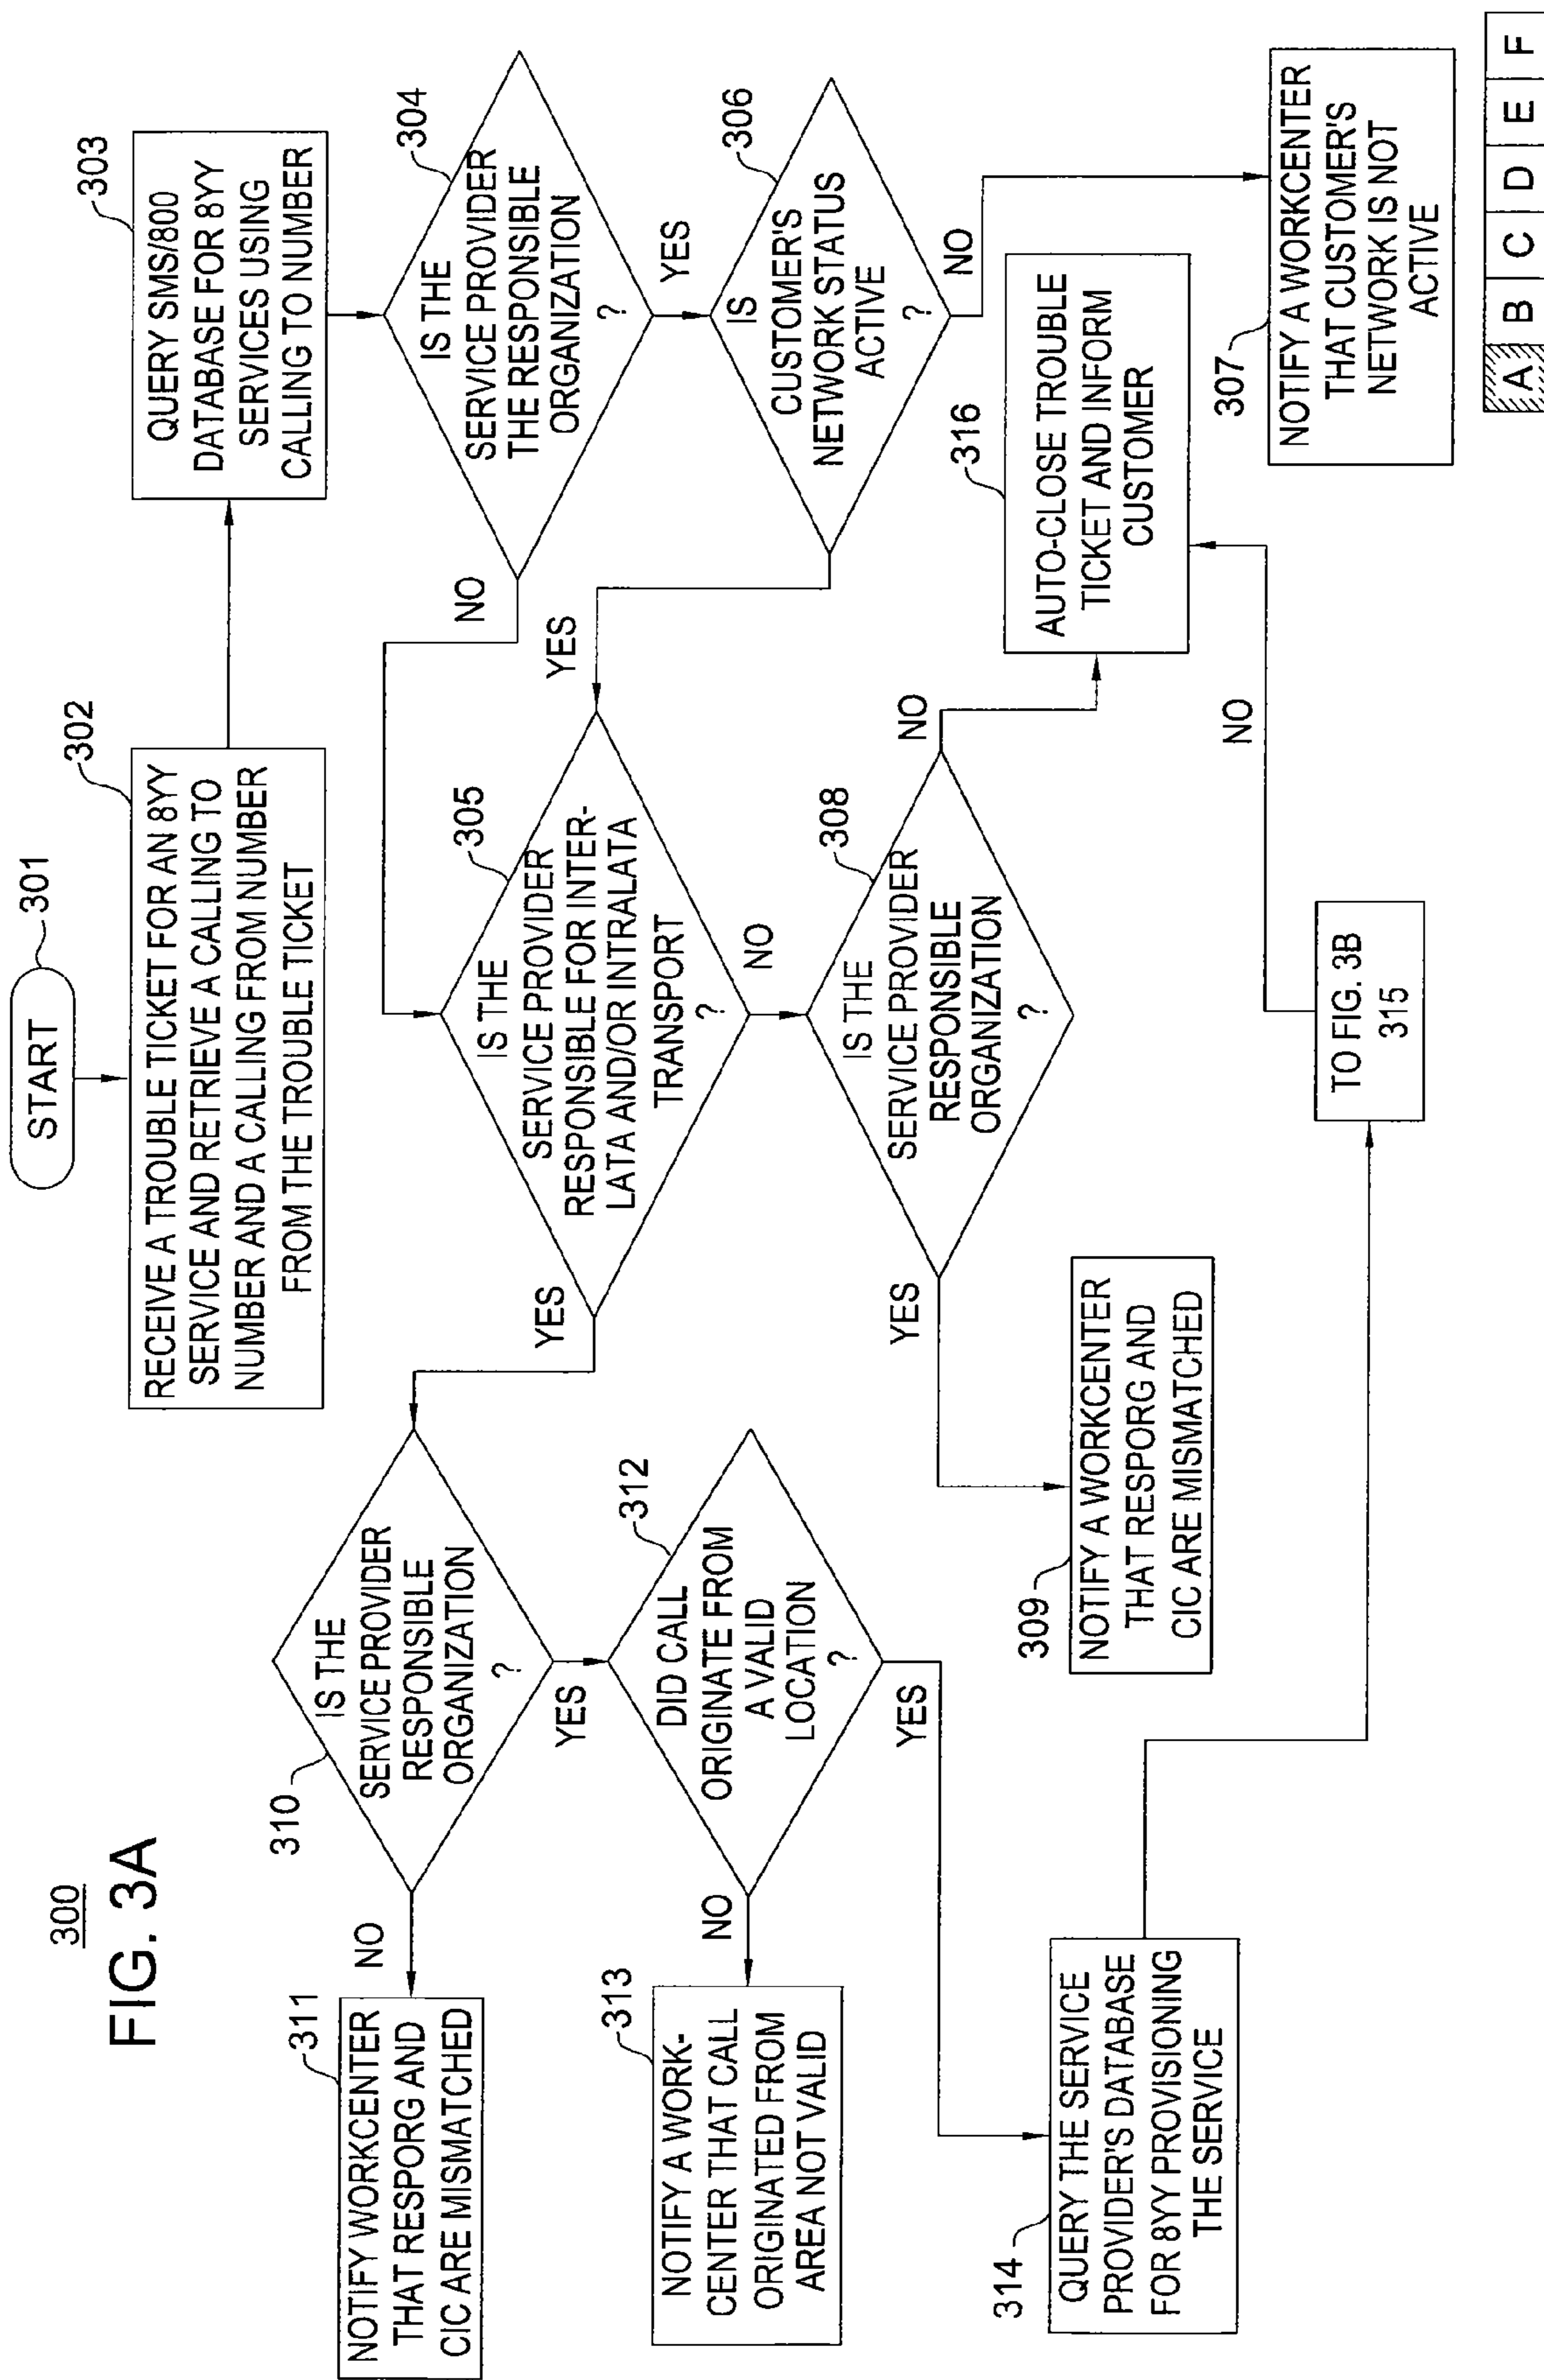 300
FIG. 3A
START
301
302
RECEIVE A TROUBLE TICKET FOR AN 8YY
SERVICE AND RETRIEVE A CALLING TO
NUMBER AND A CALLING FROM NUMBER
FROM THE TROUBLE TICKET
303
QUERY SMS/800
DATABASE FOR 8YY
SERVICES USING
CALLING TO NUMBER
304
IS THE
SERVICE PROVIDER
THE RESPONSIBLE
ORGANIZATION
?
NO
YES
306
IS
CUSTOMER'S
NETWORK STATUS
ACTIVE
?
YES
NO
307
NOTIFY A WORKCENTER
THAT CUSTOMER'S
NETWORK IS NOT
ACTIVE
305
IS THE
SERVICE PROVIDER
RESPONSIBLE FOR INTER-
LATA AND/OR INTRALATA
TRANSPORT
?
YES
NO
308
IS THE
SERVICE PROVIDER
RESPONSIBLE
ORGANIZATION
?
YES
NO
309
NOTIFY A WORKCENTER
THAT RESPORG AND
CIC ARE MISMATCHED
316
AUTO-CLOSE TROUBLE
TICKET AND INFORM
CUSTOMER
310
IS THE
SERVICE PROVIDER
RESPONSIBLE
ORGANIZATION
?
NO
YES
311
NOTIFY WORKCENTER
THAT RESPORG AND
CIC ARE MISMATCHED
312
DID CALL
ORIGINATE FROM
A VALID
LOCATION
?
NO
YES
313
NOTIFY A WORK-
CENTER THAT CALL
ORIGINATED FROM
AREA NOT VALID
314
QUERY THE SERVICE
PROVIDER'S DATABASE
FOR 8YY PROVISIONING
THE SERVICE
TO FIG. 3B
315
NO
A B C D E F